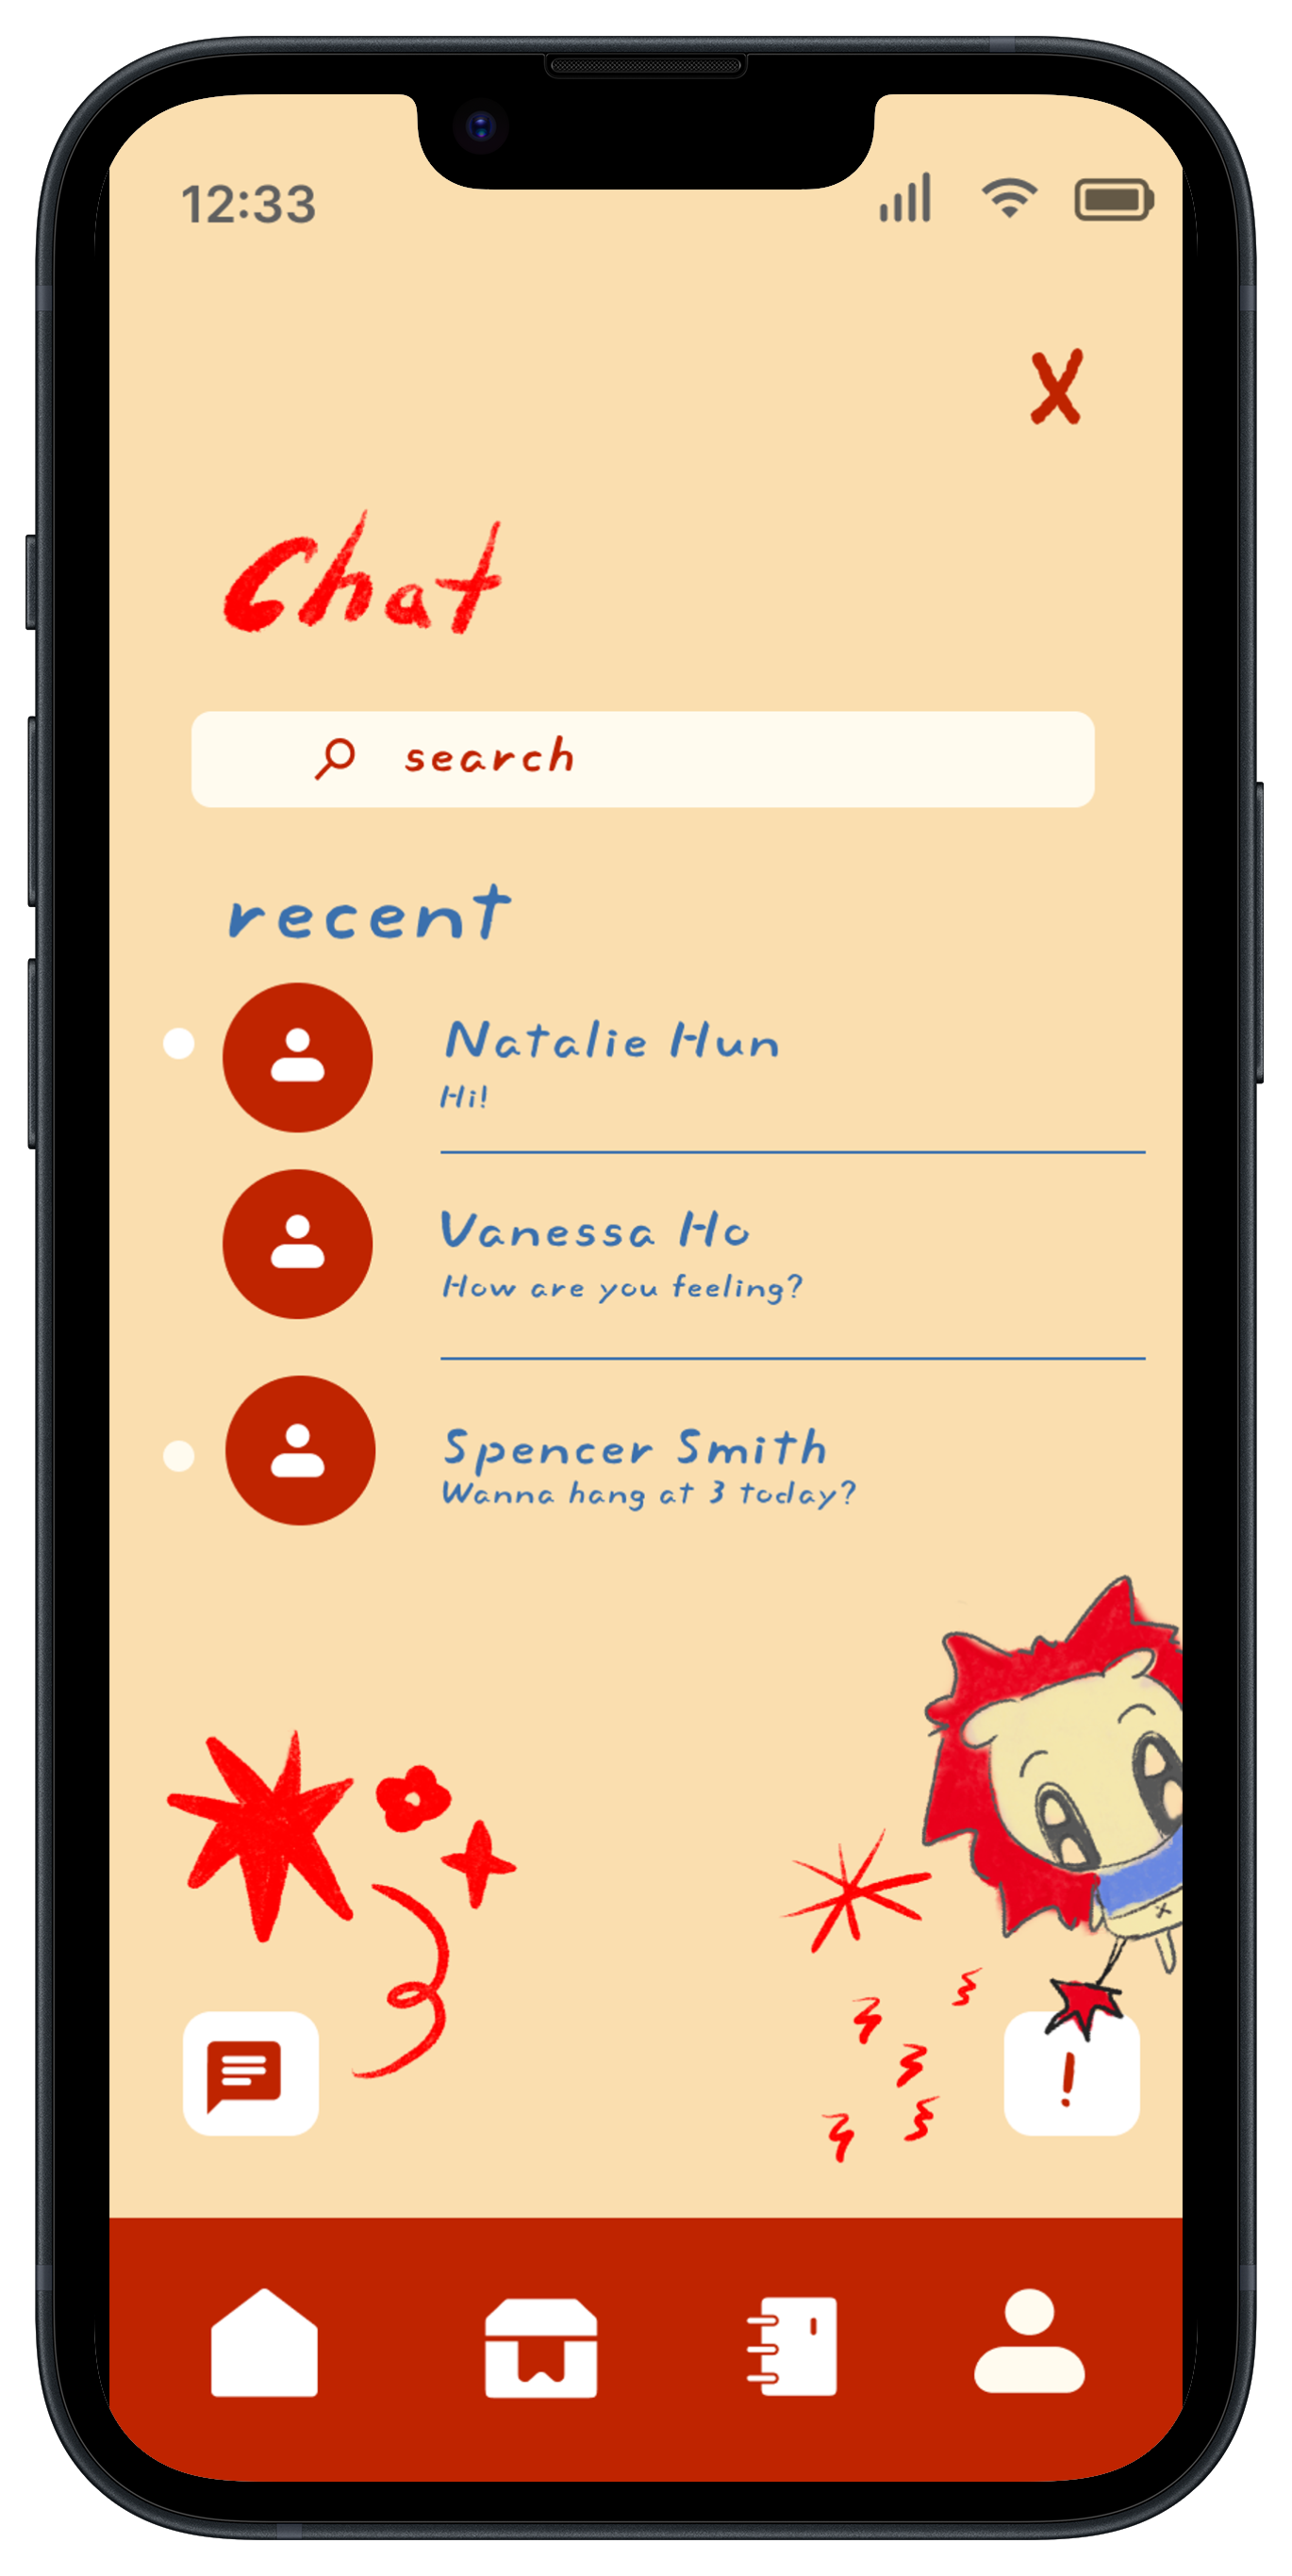 12:33
X
Chat
search
recent
Natalie Hun
Hi!
Vanessa Ho
How are you feeling?
Spencer Smith
Wanna hang at 3 today?
!